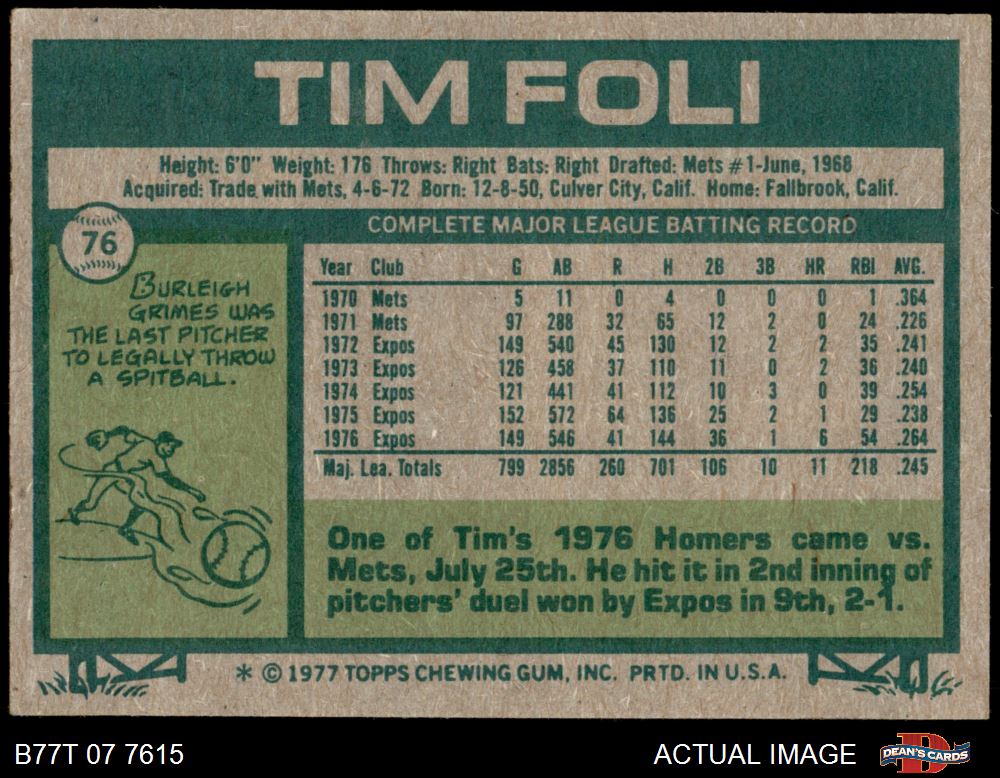 TIM FOLI
Height: 6'0" Weight: 176 Throws: Right Bats: Right Drafted: Mets #1-June, 1968
Acquired: Trade with Mets, 4-6-72 Born: 12-8-50, Culver City, Calif. Home: Fallbrook, Calif.
76
BURLEIGH
GRIMES WAS
THE LAST PITCHER
TO LEGALLY THROW
A SPITBALL.
COMPLETE MAJOR LEAGUE BATTING RECORD
Year Club G AB R H 2B 3B HR RBI AVG.
1970 Mets 5 11 0 4 0 0 0 1 .364
1971 Mets 97 288 32 65 12 2 0 24 .226
1972 Expos 149 540 45 130 12 2 2 35 .241
1973 Expos 126 458 37 110 11 0 2 36 .240
1974 Expos 121 441 41 112 10 3 0 39 .254
1975 Expos 152 572 64 136 25 2 1 29 .238
1976 Expos 149 546 41 144 36 1 6 54 .264
Maj. Lea. Totals 799 2856 260 701 106 10 11 218 .245
One of Tim's 1976 Homers came vs.
Mets, July 25th. He hit it in 2nd inning of
pitchers' duel won by Expos in 9th, 2-1.
* © 1977 TOPPS CHEWING GUM, INC. PRTD. IN U.S.A.
B77T 07 7615
ACTUAL IMAGE
DEAN'S CARDS